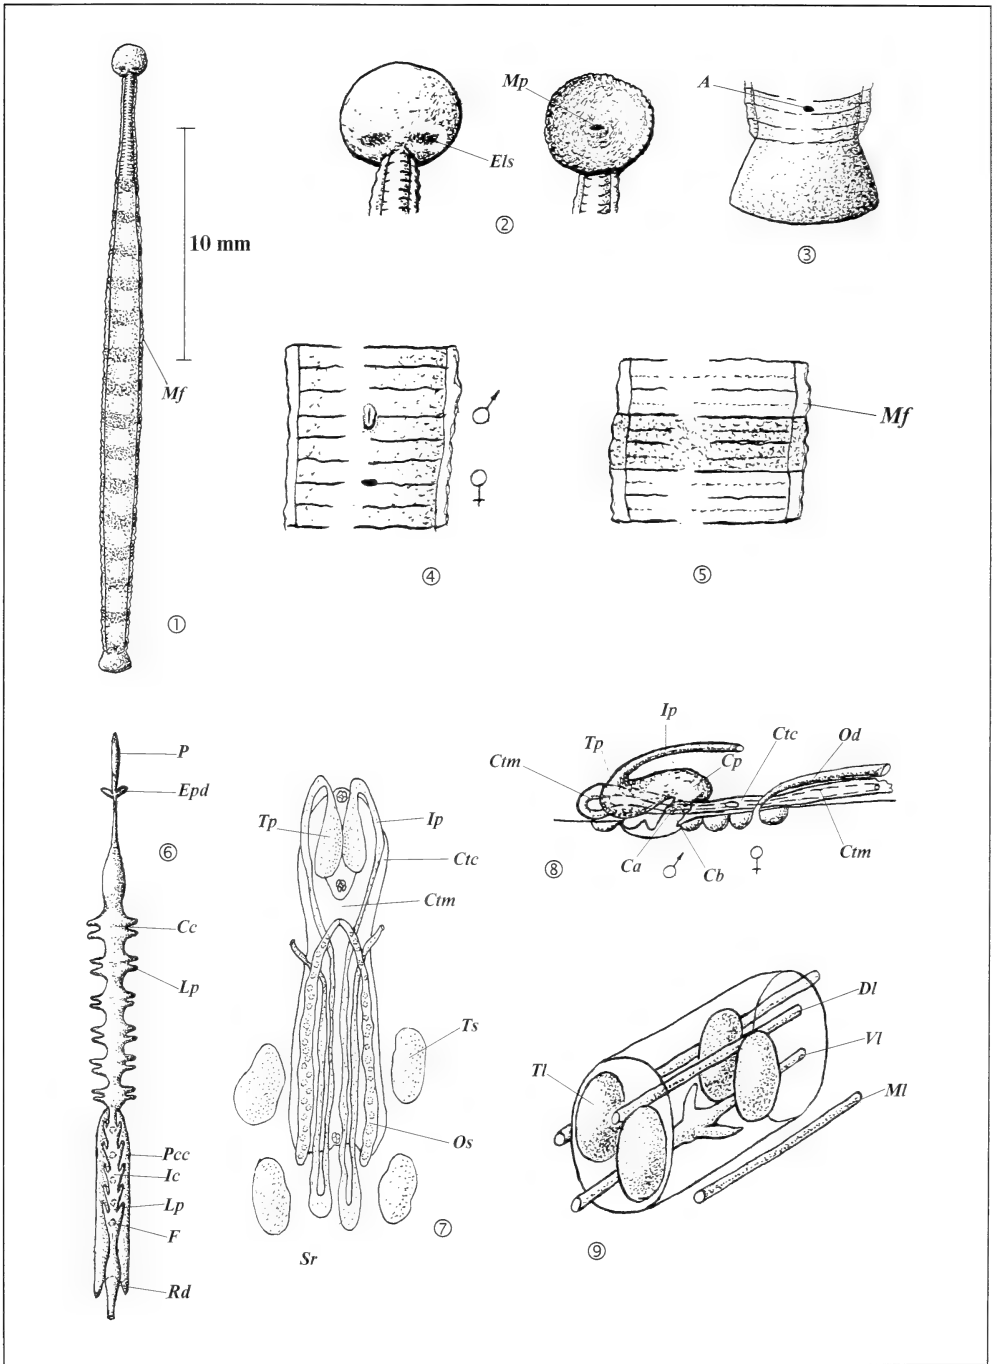 10 mm
Mf
①
Els
Mp
②
A
③
♂
♀
④
Mf
⑤
P
Epd
⑥
Cc
Lp
Pcc
Ic
Lp
F
Rd
Tp
Ip
Ctc
Ctm
Ts
Os
Sr
⑦
Ip
Tp
Ctm
Cp
Ctc
Od
Ctm
Ca
♂
Cb
♀
⑧
Dl
Vl
Tl
Ml
⑨